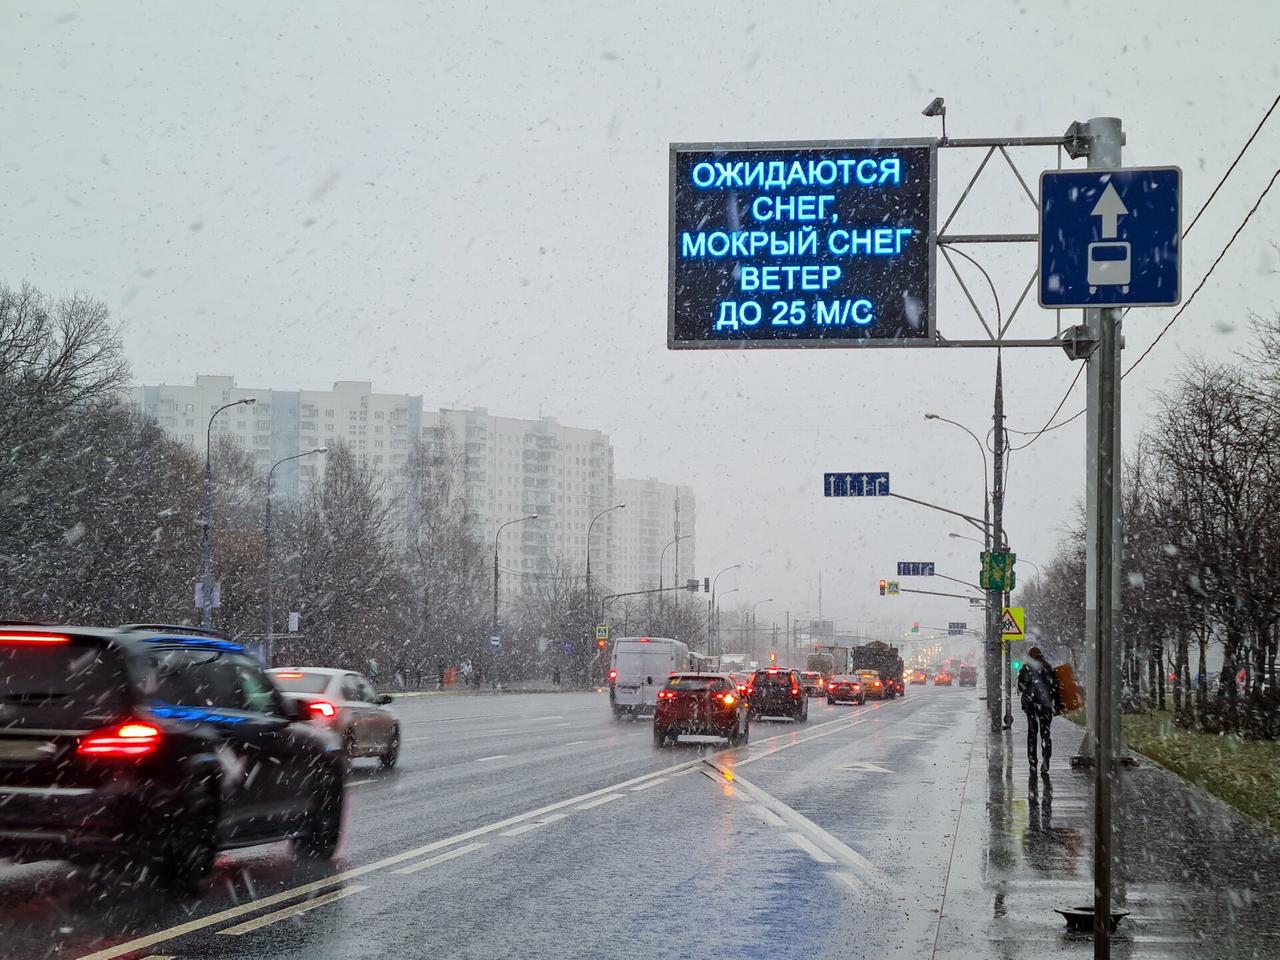 ОЖИДАЮТСЯ
СНЕГ,
МОКРЫЙ СНЕГ
ВЕТЕР
ДО 25 М/С